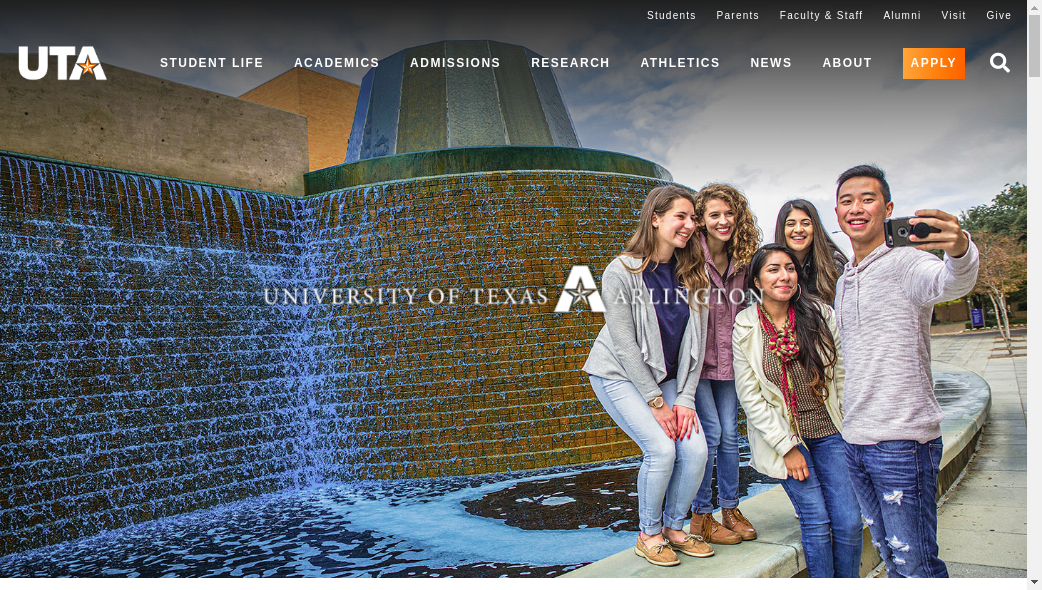 Students Parents Faculty & Staff Alumni Visit Give
UTA STUDENT LIFE ACADEMICS ADMISSIONS RESEARCH ATHLETICS NEWS ABOUT APPLY
UNIVERSITY OF TEXAS A ARLINGTON